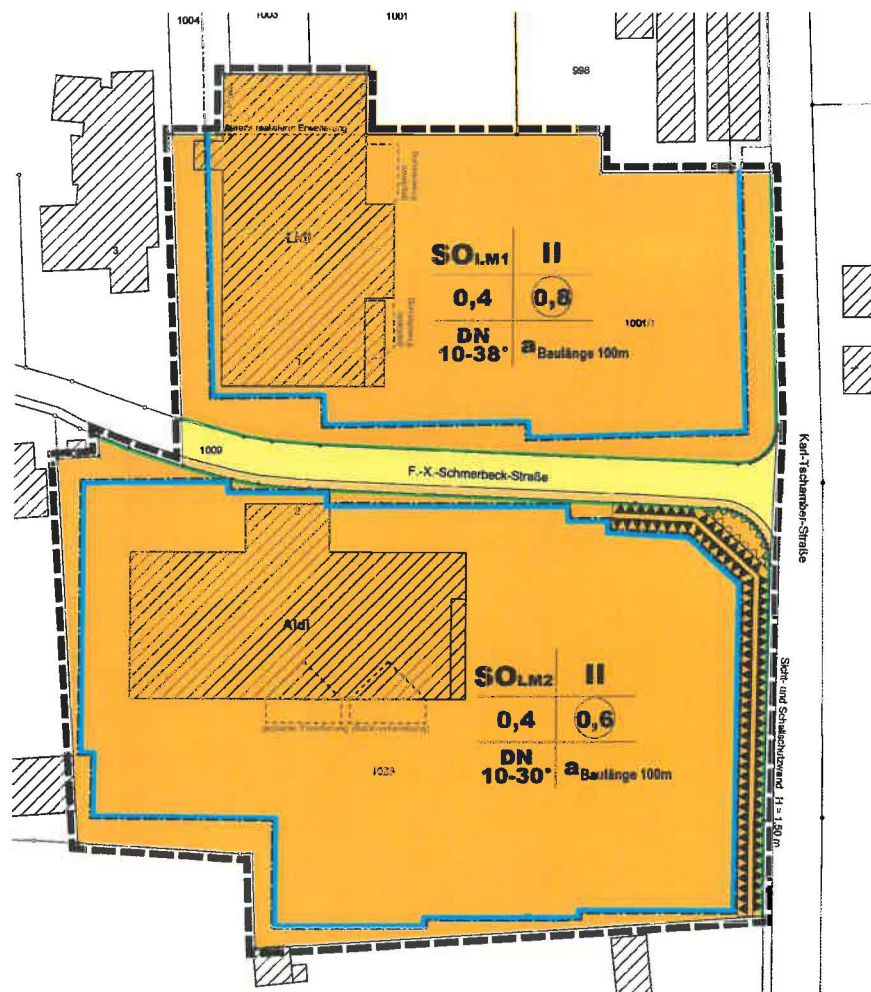 1004
1003
1001
998
3
Lidl
SO LM1 II
0,4 0,8
DN
10-38° a Baulänge 100m
1001/1
1009
F.-X.-Schmerbeck-Straße
Karl-Tschamber-Straße
2
Aldi
SO LM2 II
0,4 0,6
DN
10-30° a Baulänge 100m
1023
Sicht- und Schallschutzwand H = 1,50 m